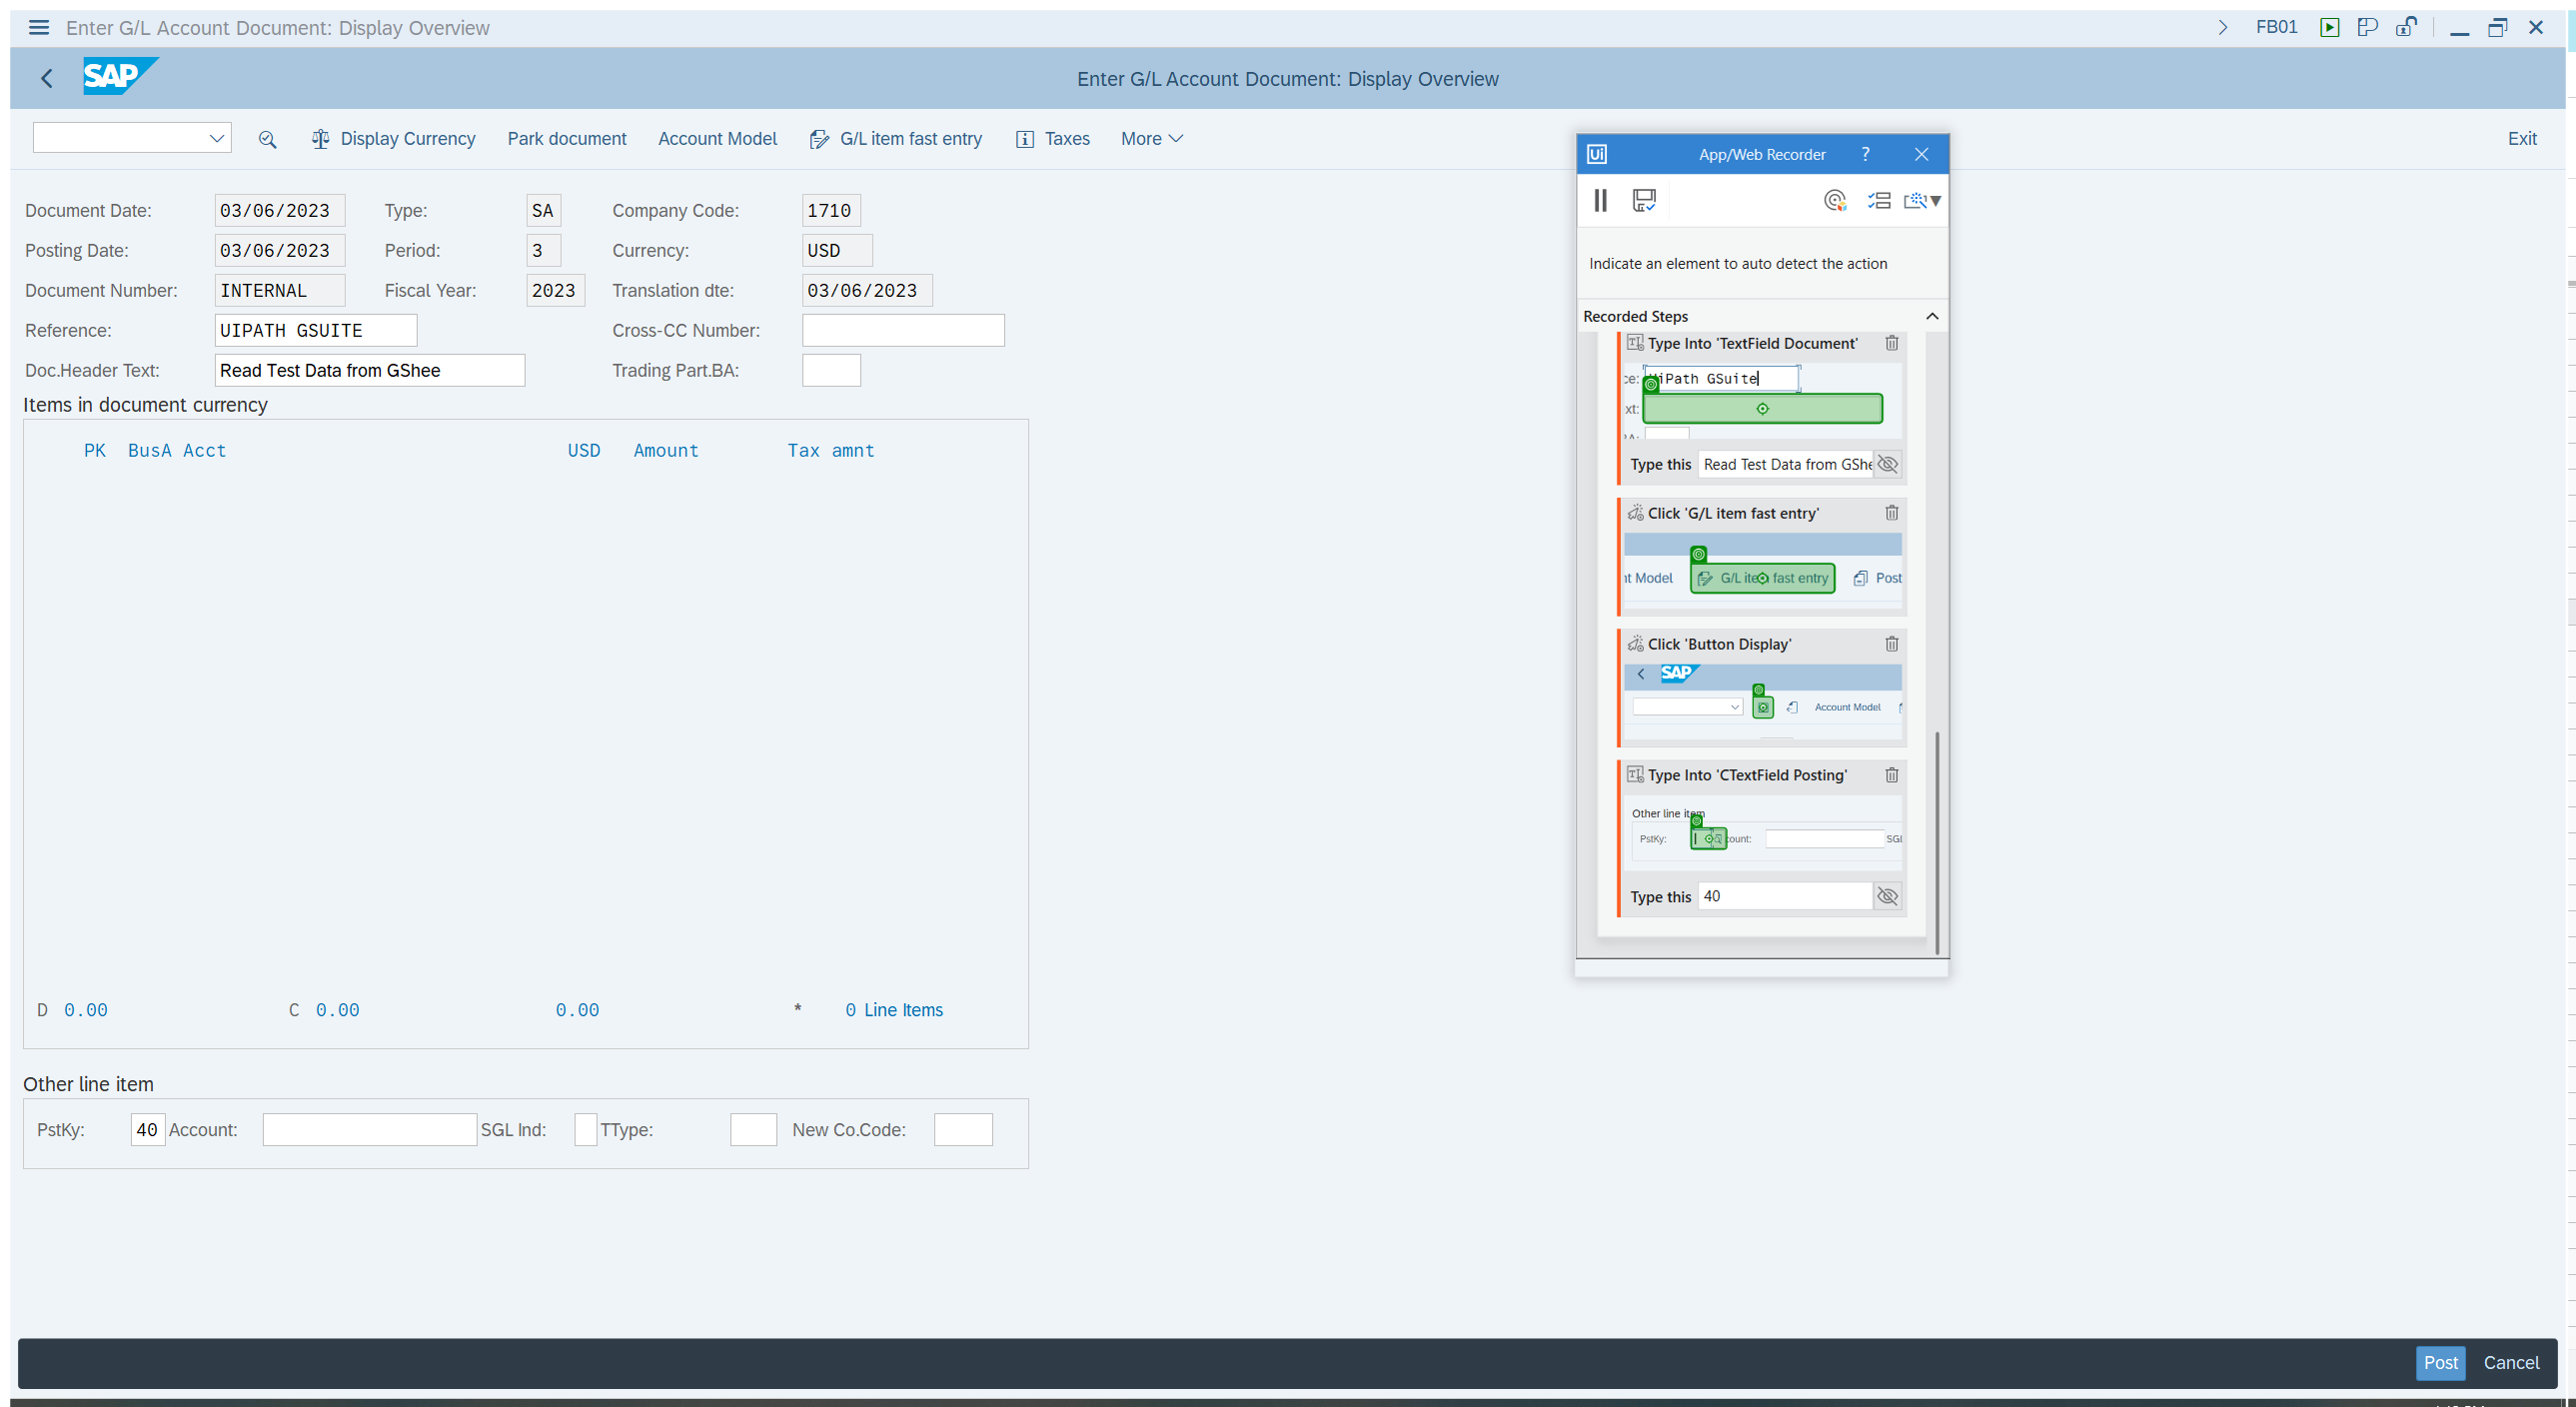 Enter G/L Account Document: Display Overview
FB01
SAP
Enter G/L Account Document: Display Overview
Display Currency Park document Account Model G/L item fast entry Taxes More Exit
Document Date: 03/06/2023 Type: SA Company Code: 1710
Posting Date: 03/06/2023 Period: 3 Currency: USD
Document Number: INTERNAL Fiscal Year: 2023 Translation dte: 03/06/2023
Reference: UIPATH GSUITE Cross-CC Number:
Doc.Header Text: Read Test Data from GShee Trading Part.BA:
Items in document currency
PK BusA Acct USD Amount Tax amnt
D 0.00 C 0.00 0.00 * 0 Line Items
Other line item
PstKy: 40 Account: SGL Ind: TType: New Co.Code:
Post Cancel
Ui App/Web Recorder ?
Indicate an element to auto detect the action
Recorded Steps
Type Into 'TextField Document'
ce: UiPath GSuite
xt:
Type this Read Test Data from GShe
Click 'G/L item fast entry'
nt Model G/L item fast entry Post
Click 'Button Display'
SAP
Account Model
Type Into 'CTextField Posting'
Other line item
PstKy: count: SGL
Type this 40